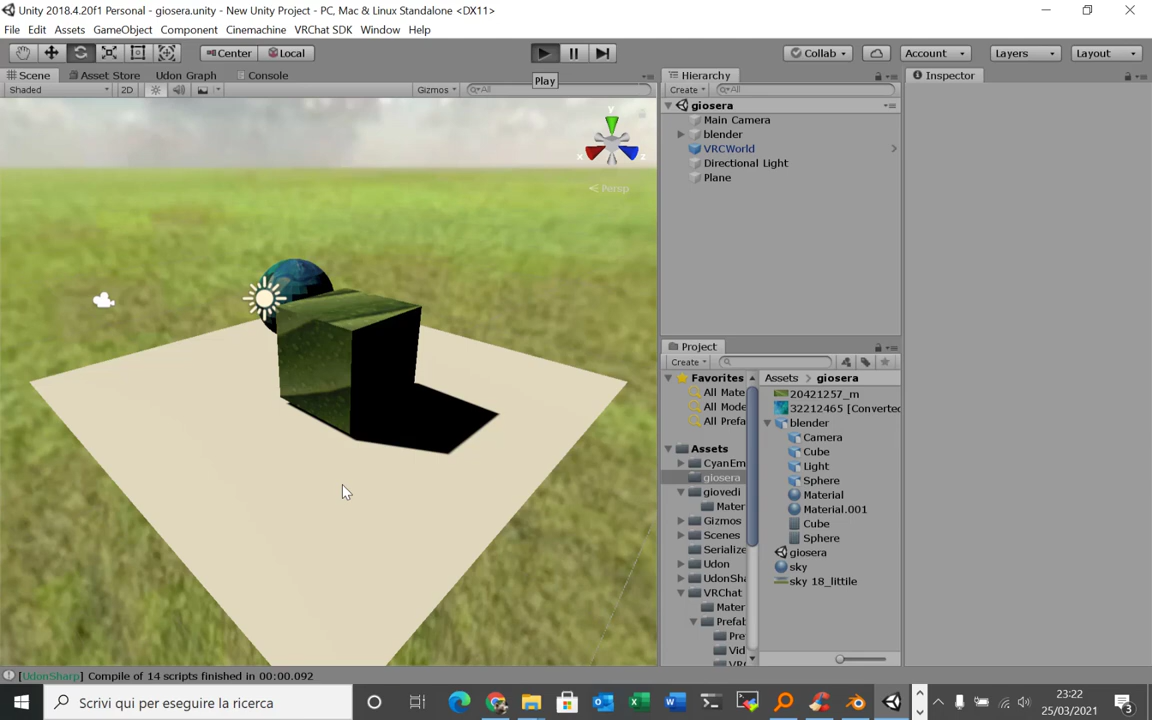 Unity 2018.4.20f1 Personal - giosera.unity - New Unity Project - PC, Mac & Linux Standalone <DX11>
File Edit Assets GameObject Component Cinemachine VRChat SDK Window Help
Center Local Collab Account Layers Layout
Play
Scene Asset Store Udon Graph Console
Shaded 2D Gizmos All
y
x
z
Persp
Hierarchy
Create All
giosera
Main Camera
blender
VRCWorld
Directional Light
Plane
Inspector
Project
Create
Favorites
All Mate
All Mode
All Prefa
Assets
CyanEm
giosera
giovedi
Mater
Gizmos
Scenes
Serialize
Udon
UdonSha
VRChat
Mater
Prefab
Pre
Vid
Assets > giosera
20421257_m
32212465 [Converted
blender
Camera
Cube
Light
Sphere
Material
Material.001
Cube
Sphere
giosera
sky
sky 18_littile
[UdonSharp] Compile of 14 scripts finished in 00:00.092
Scrivi qui per eseguire la ricerca
23:22
25/03/2021
3